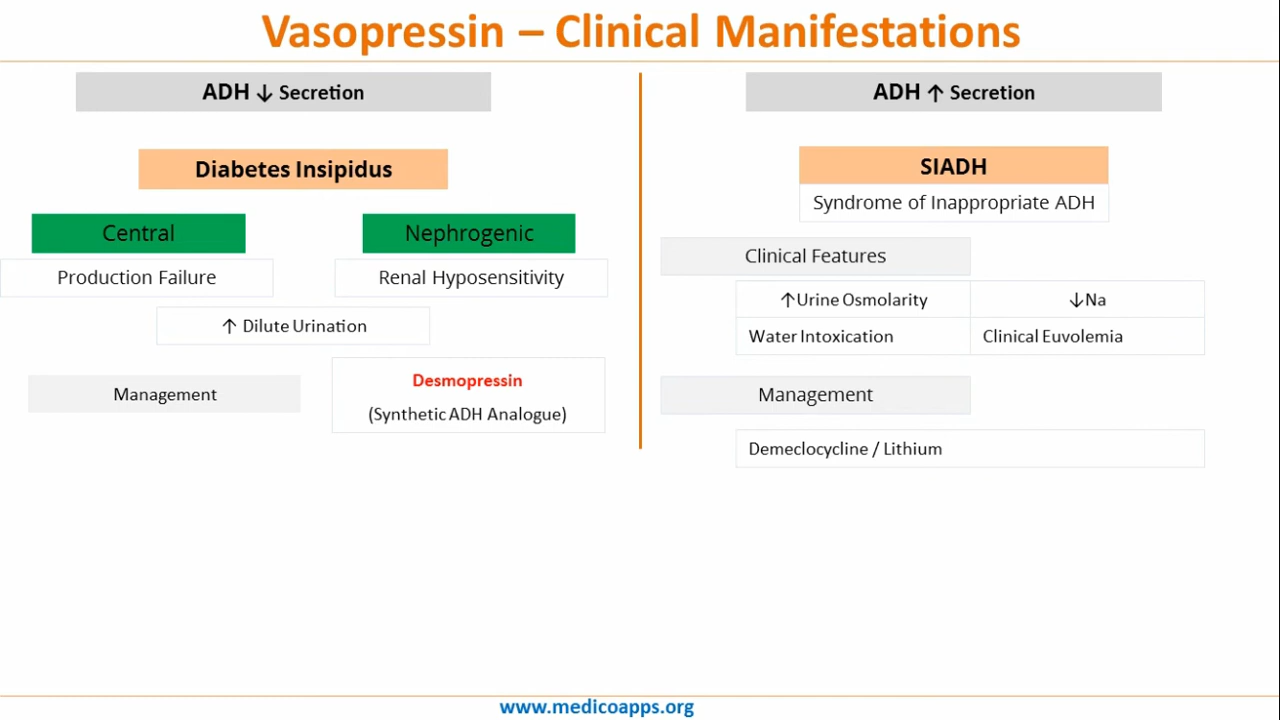 Vasopressin – Clinical Manifestations
ADH ↓ Secretion
Diabetes Insipidus
Central
Nephrogenic
Production Failure
Renal Hyposensitivity
↑ Dilute Urination
Management
Desmopressin
(Synthetic ADH Analogue)
ADH ↑ Secretion
SIADH
Syndrome of Inappropriate ADH
Clinical Features
↑Urine Osmolarity
↓Na
Water Intoxication
Clinical Euvolemia
Management
Demeclocycline / Lithium
www.medicoapps.org